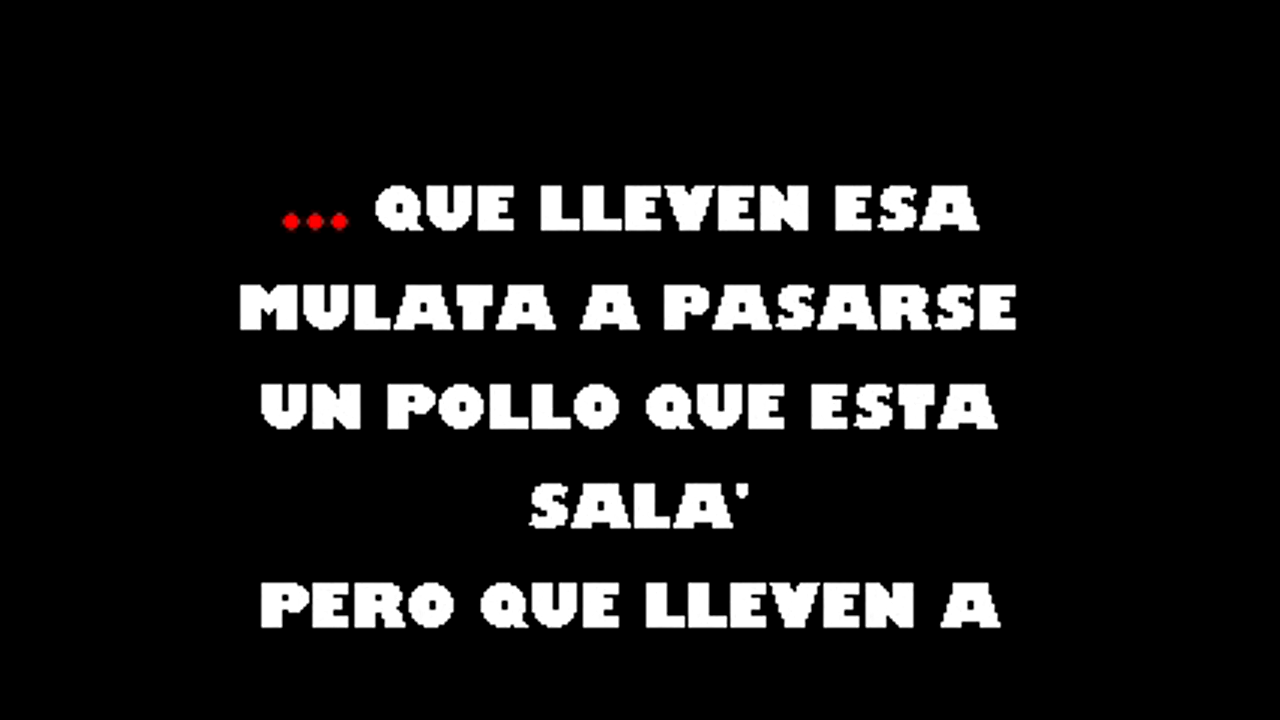 ... QUE LLEVEN ESA
MULATA A PASARSE
UN POLLO QUE ESTA
SALA'
PERO QUE LLEVEN A